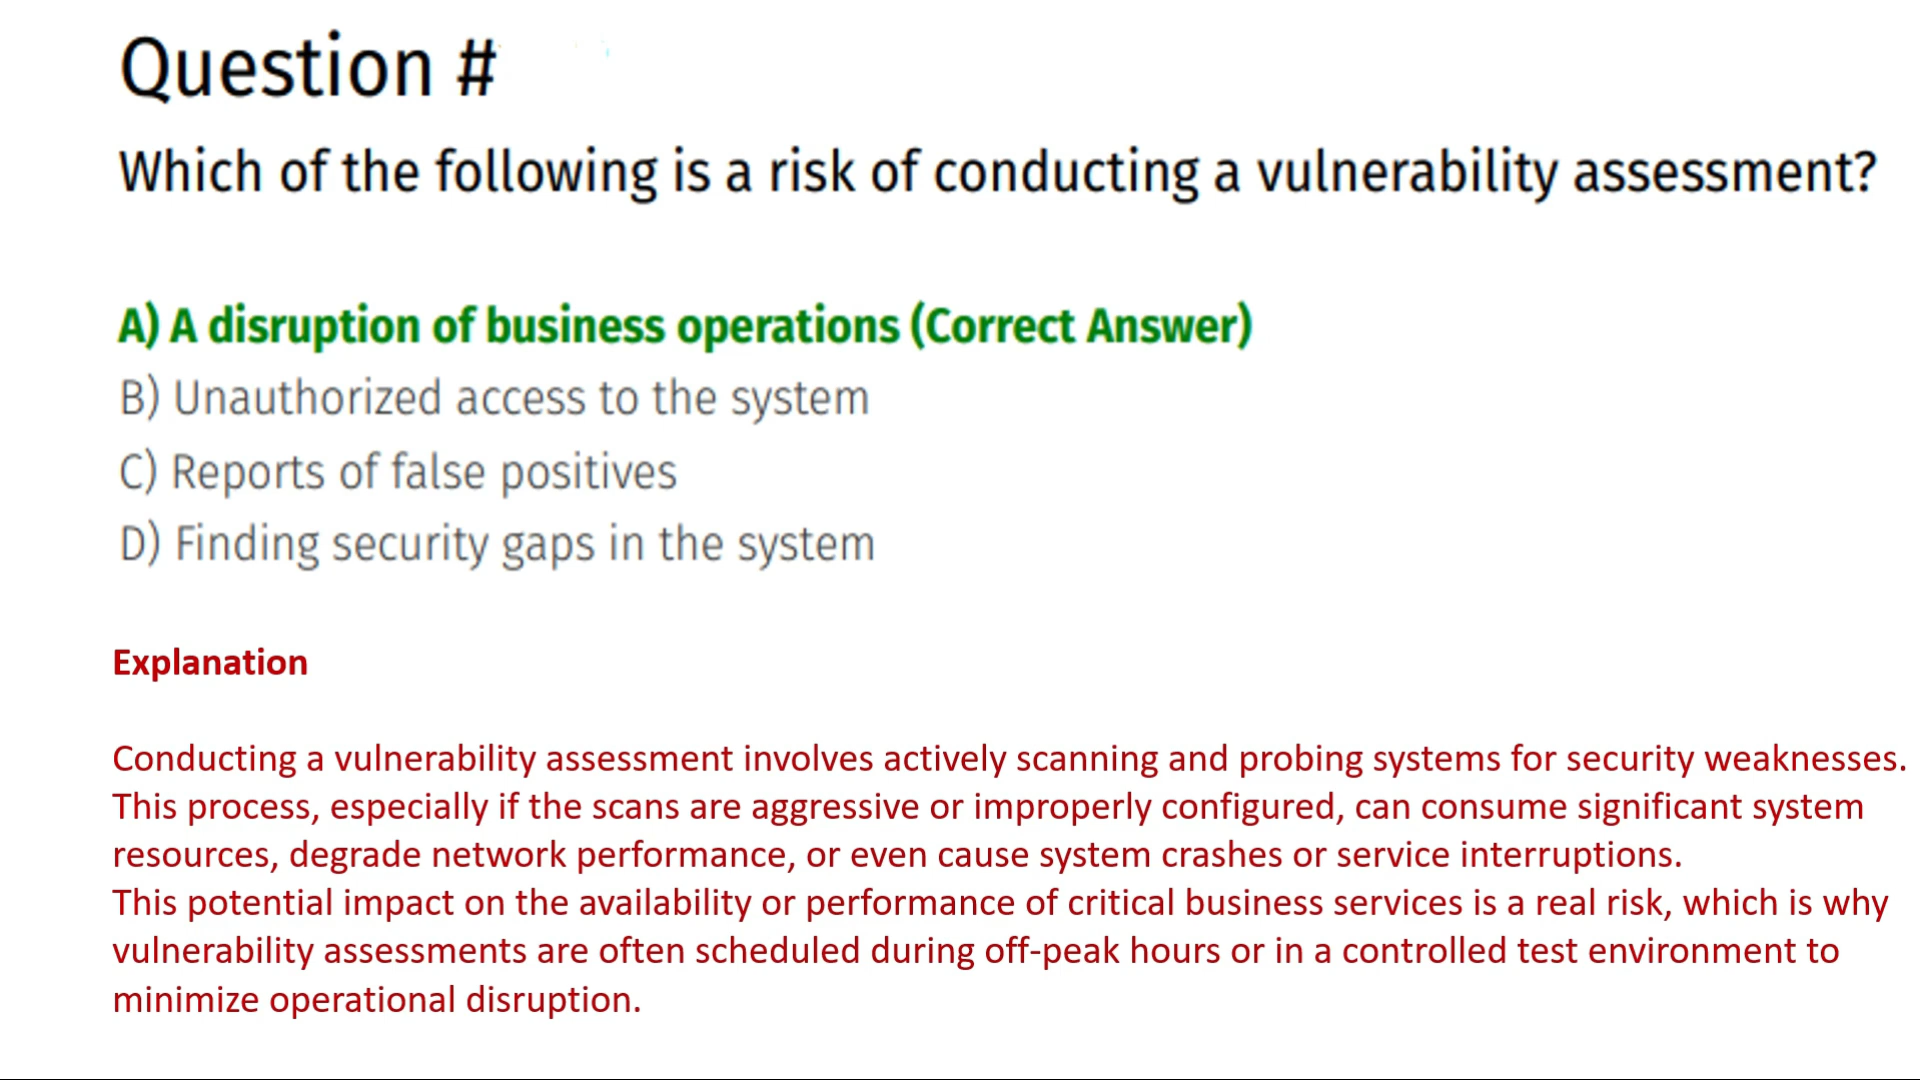 Question #
Which of the following is a risk of conducting a vulnerability assessment?
A) A disruption of business operations (Correct Answer)
B) Unauthorized access to the system
C) Reports of false positives
D) Finding security gaps in the system
Explanation
Conducting a vulnerability assessment involves actively scanning and probing systems for security weaknesses.
This process, especially if the scans are aggressive or improperly configured, can consume significant system
resources, degrade network performance, or even cause system crashes or service interruptions.
This potential impact on the availability or performance of critical business services is a real risk, which is why
vulnerability assessments are often scheduled during off-peak hours or in a controlled test environment to
minimize operational disruption.